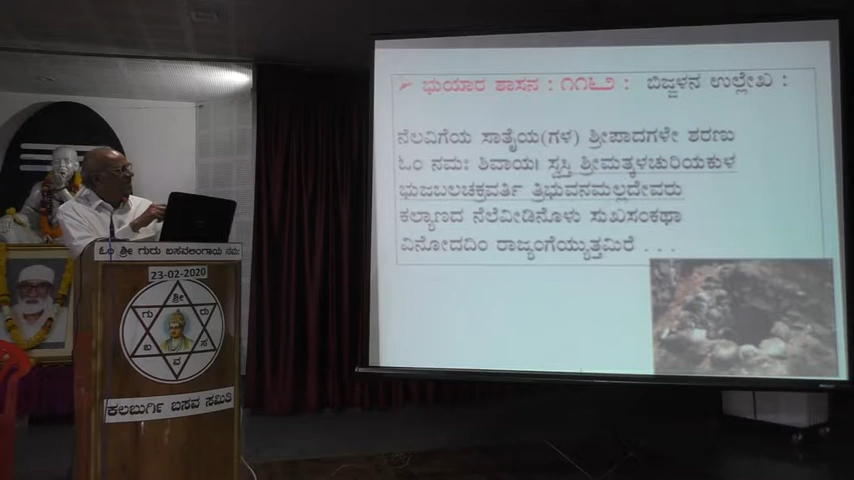 ಭುಯಾರ ಶಾಸನ : ೧೧೬೨ : ಬಿಜ್ಜಳನ ಉಲ್ಲೇಖ :
ನೆಲವಿಗೆಯ ಸಾತೈಯ(ಗಳ) ಶ್ರೀಪಾದಗಳೇ ಶರಣು
ಓಂ ನಮಃ ಶಿವಾಯ। ಸ್ವಸ್ತಿ ಶ್ರೀಮತ್ಕಳಚುರಿಯಕುಳ
ಭುಜಬಲಚಕ್ರವರ್ತಿ ತ್ರಿಭುವನಮಲ್ಲದೇವರು
ಕಲ್ಯಾಣದ ನೆಲೆವೀಡಿನೊಳು ಸುಖಸಂಕಥಾ
ವಿನೋದದಿಂ ರಾಜ್ಯಂಗೆಯ್ಯುತ್ತಮಿರೆ . . .
ಓಂ ಶ್ರೀ ಗುರು ಬಸವಲಿಂಗಾಯ ನಮಃ
23-02-2020
ಶ್ರೀ
ಗು
ರು
ಬ
ಸ
ವ
ಕಲಬುರ್ಗಿ ಬಸವ ಸಮಿತಿ